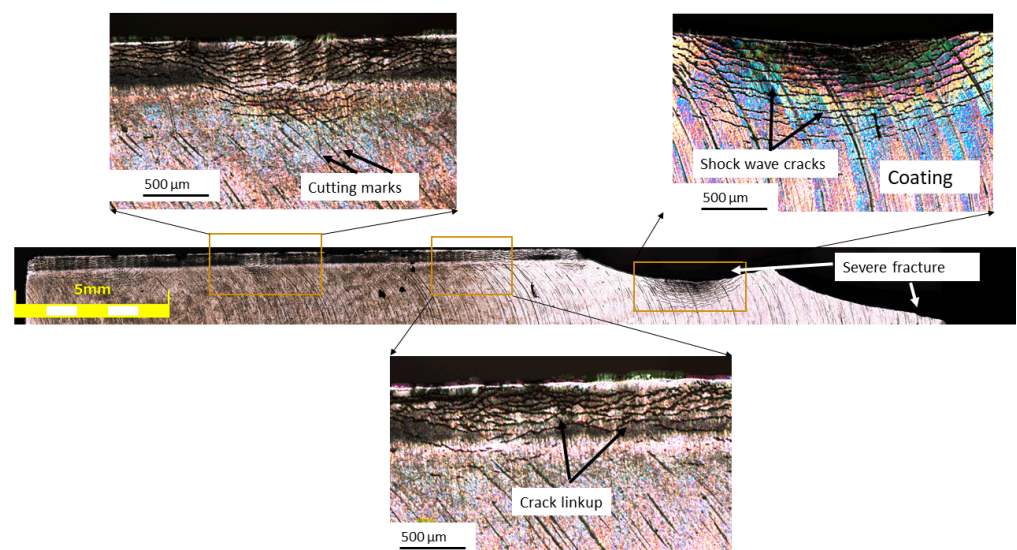 Cutting marks
500 µm
Shock wave cracks
Coating
500 µm
Severe fracture
5mm
Crack linkup
500 µm